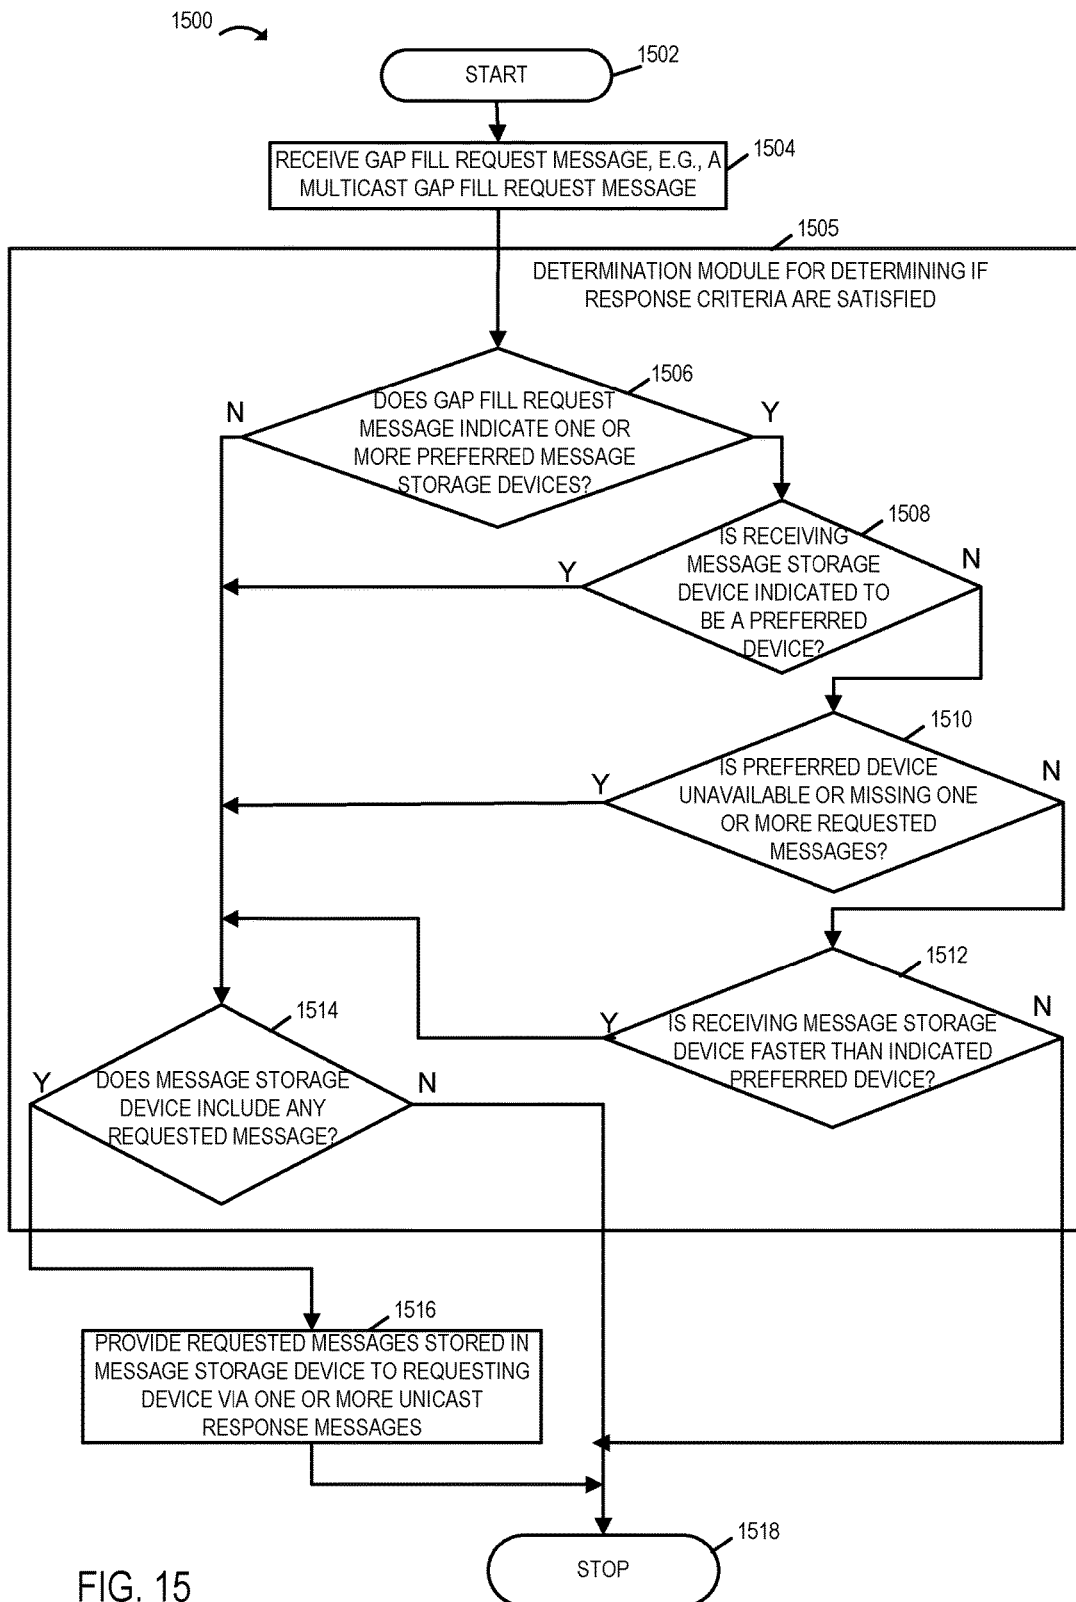 1500
START
1502
RECEIVE GAP FILL REQUEST MESSAGE, E.G., A
MULTICAST GAP FILL REQUEST MESSAGE
1504
1505
DETERMINATION MODULE FOR DETERMINING IF
RESPONSE CRITERIA ARE SATISFIED
1506
N
DOES GAP FILL REQUEST
MESSAGE INDICATE ONE OR
MORE PREFERRED MESSAGE
STORAGE DEVICES?
Y
1508
Y
IS RECEIVING
MESSAGE STORAGE
DEVICE INDICATED TO
BE A PREFERRED
DEVICE?
N
1510
Y
IS PREFERRED DEVICE
UNAVAILABLE OR MISSING ONE
OR MORE REQUESTED
MESSAGES?
N
1512
Y
IS RECEIVING MESSAGE STORAGE
DEVICE FASTER THAN INDICATED
PREFERRED DEVICE?
N
1514
Y
DOES MESSAGE STORAGE
DEVICE INCLUDE ANY
REQUESTED MESSAGE?
N
1516
PROVIDE REQUESTED MESSAGES STORED IN
MESSAGE STORAGE DEVICE TO REQUESTING
DEVICE VIA ONE OR MORE UNICAST
RESPONSE MESSAGES
1518
STOP
FIG. 15